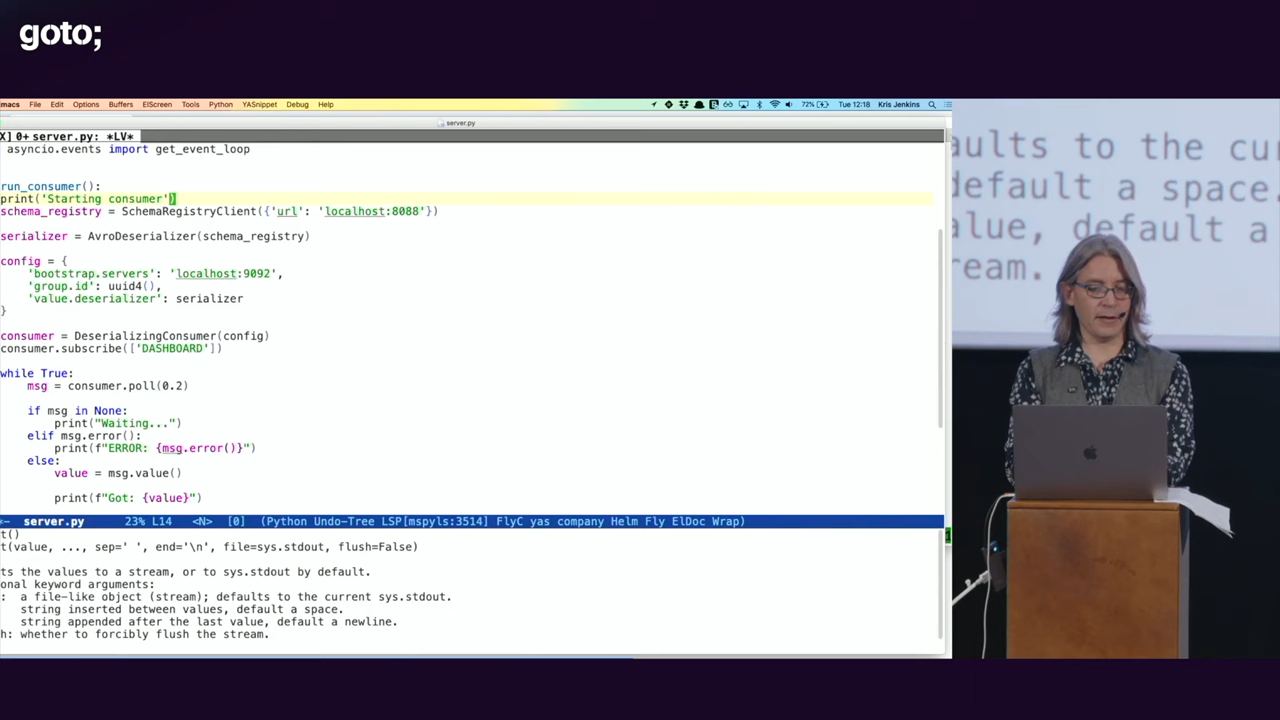 goto;
macs File Edit Options Buffers ElScreen Tools Python YASnippet Debug Help 72% Tue 12:18 Kris Jenkins
server.py
X] 0+ server.py: *LV*
asyncio.events import get_event_loop
run_consumer():
print('Starting consumer')
schema_registry = SchemaRegistryClient({'url': 'localhost:8088'})
serializer = AvroDeserializer(schema_registry)
config = {
'bootstrap.servers': 'localhost:9092',
'group.id': uuid4(),
'value.deserializer': serializer
}
consumer = DeserializingConsumer(config)
consumer.subscribe(['DASHBOARD'])
while True:
msg = consumer.poll(0.2)
if msg in None:
print("Waiting...")
elif msg.error():
print(f"ERROR: {msg.error()}")
else:
value = msg.value()
print(f"Got: {value}")
server.py 23% L14 <N> [0] (Python Undo-Tree LSP[mspyls:3514] FlyC yas company Helm Fly ElDoc Wrap)
t()
t(value, ..., sep=' ', end='\n', file=sys.stdout, flush=False)
ts the values to a stream, or to sys.stdout by default.
onal keyword arguments:
: a file-like object (stream); defaults to the current sys.stdout.
string inserted between values, default a space.
string appended after the last value, default a newline.
h: whether to forcibly flush the stream.
aults to the cur
default a space.
alue, default a
ream.